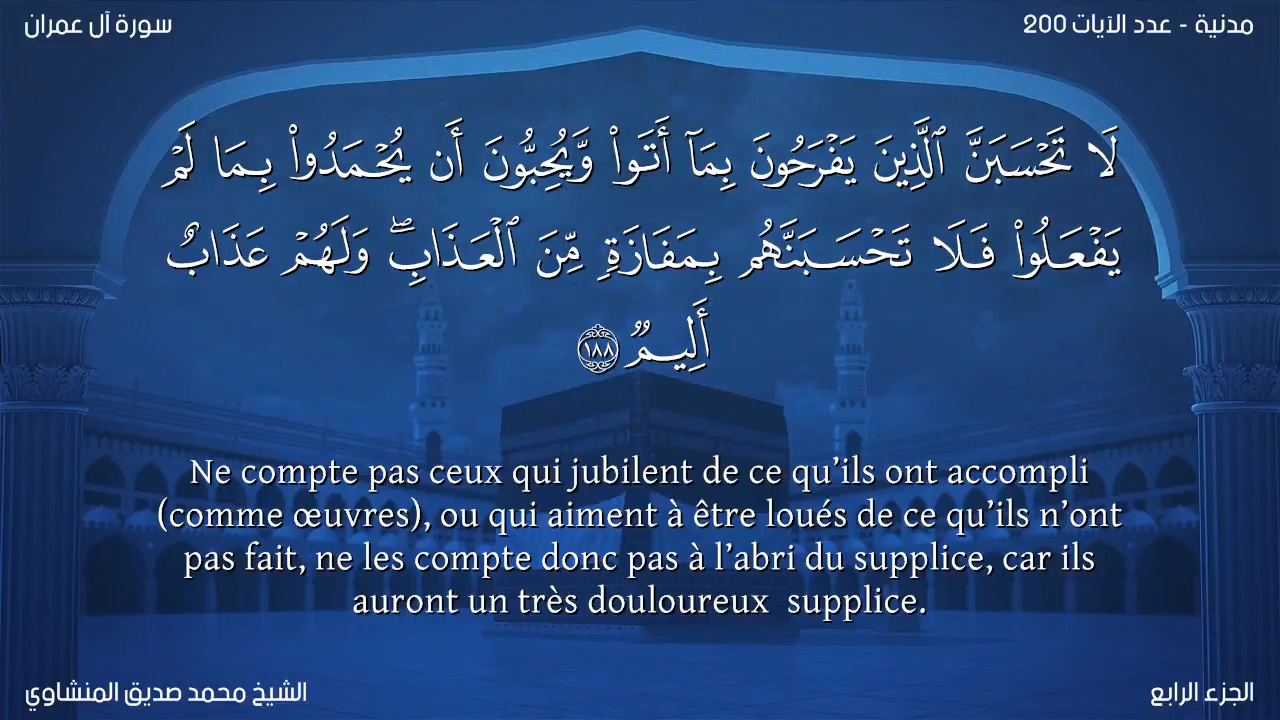 سورة آل عمران
مدنية - عدد الآيات 200
لَا تَحْسَبَنَّ ٱلَّذِينَ يَفْرَحُونَ بِمَآ أَتَوا۟ وَّيُحِبُّونَ أَن يُحْمَدُوا۟ بِمَا لَمْ
يَفْعَلُوا۟ فَلَا تَحْسَبَنَّهُم بِمَفَازَةٍ مِّنَ ٱلْعَذَابِ ۖ وَلَهُمْ عَذَابٌ
أَلِيمٌ ١٨٨
Ne compte pas ceux qui jubilent de ce qu’ils ont accompli
(comme œuvres), ou qui aiment à être loués de ce qu’ils n’ont
pas fait, ne les compte donc pas à l’abri du supplice, car ils
auront un très douloureux  supplice.
الشيخ محمد صديق المنشاوي
الجزء الرابع